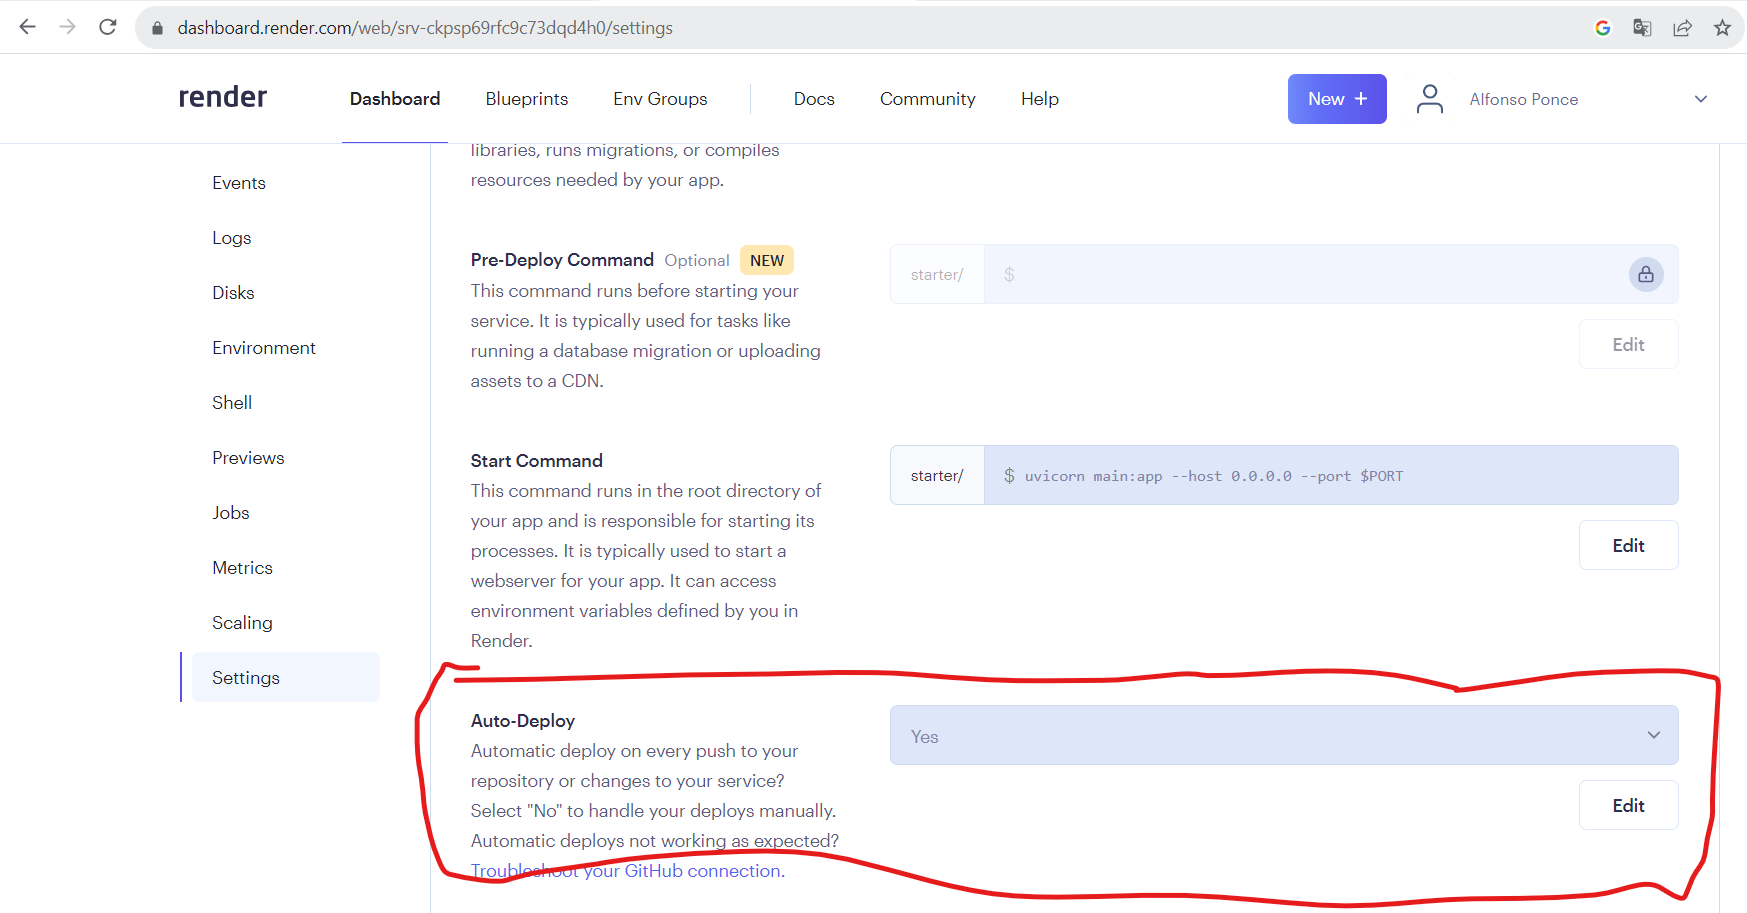 dashboard.render.com/web/srv-ckpsp69rfc9c73dqd4h0/settings
render
Dashboard
Blueprints
Env Groups
Docs
Community
Help
New +
Alfonso Ponce
Events
Logs
Disks
Environment
Shell
Previews
Jobs
Metrics
Scaling
Settings
libraries, runs migrations, or compiles
resources needed by your app.
Pre-Deploy Command Optional NEW
This command runs before starting your
service. It is typically used for tasks like
running a database migration or uploading
assets to a CDN.
starter/ $
Edit
Start Command
This command runs in the root directory of
your app and is responsible for starting its
processes. It is typically used to start a
webserver for your app. It can access
environment variables defined by you in
Render.
starter/ $ uvicorn main:app --host 0.0.0.0 --port $PORT
Edit
Auto-Deploy
Automatic deploy on every push to your
repository or changes to your service?
Select "No" to handle your deploys manually.
Automatic deploys not working as expected?
Troubleshoot your GitHub connection.
Yes
Edit